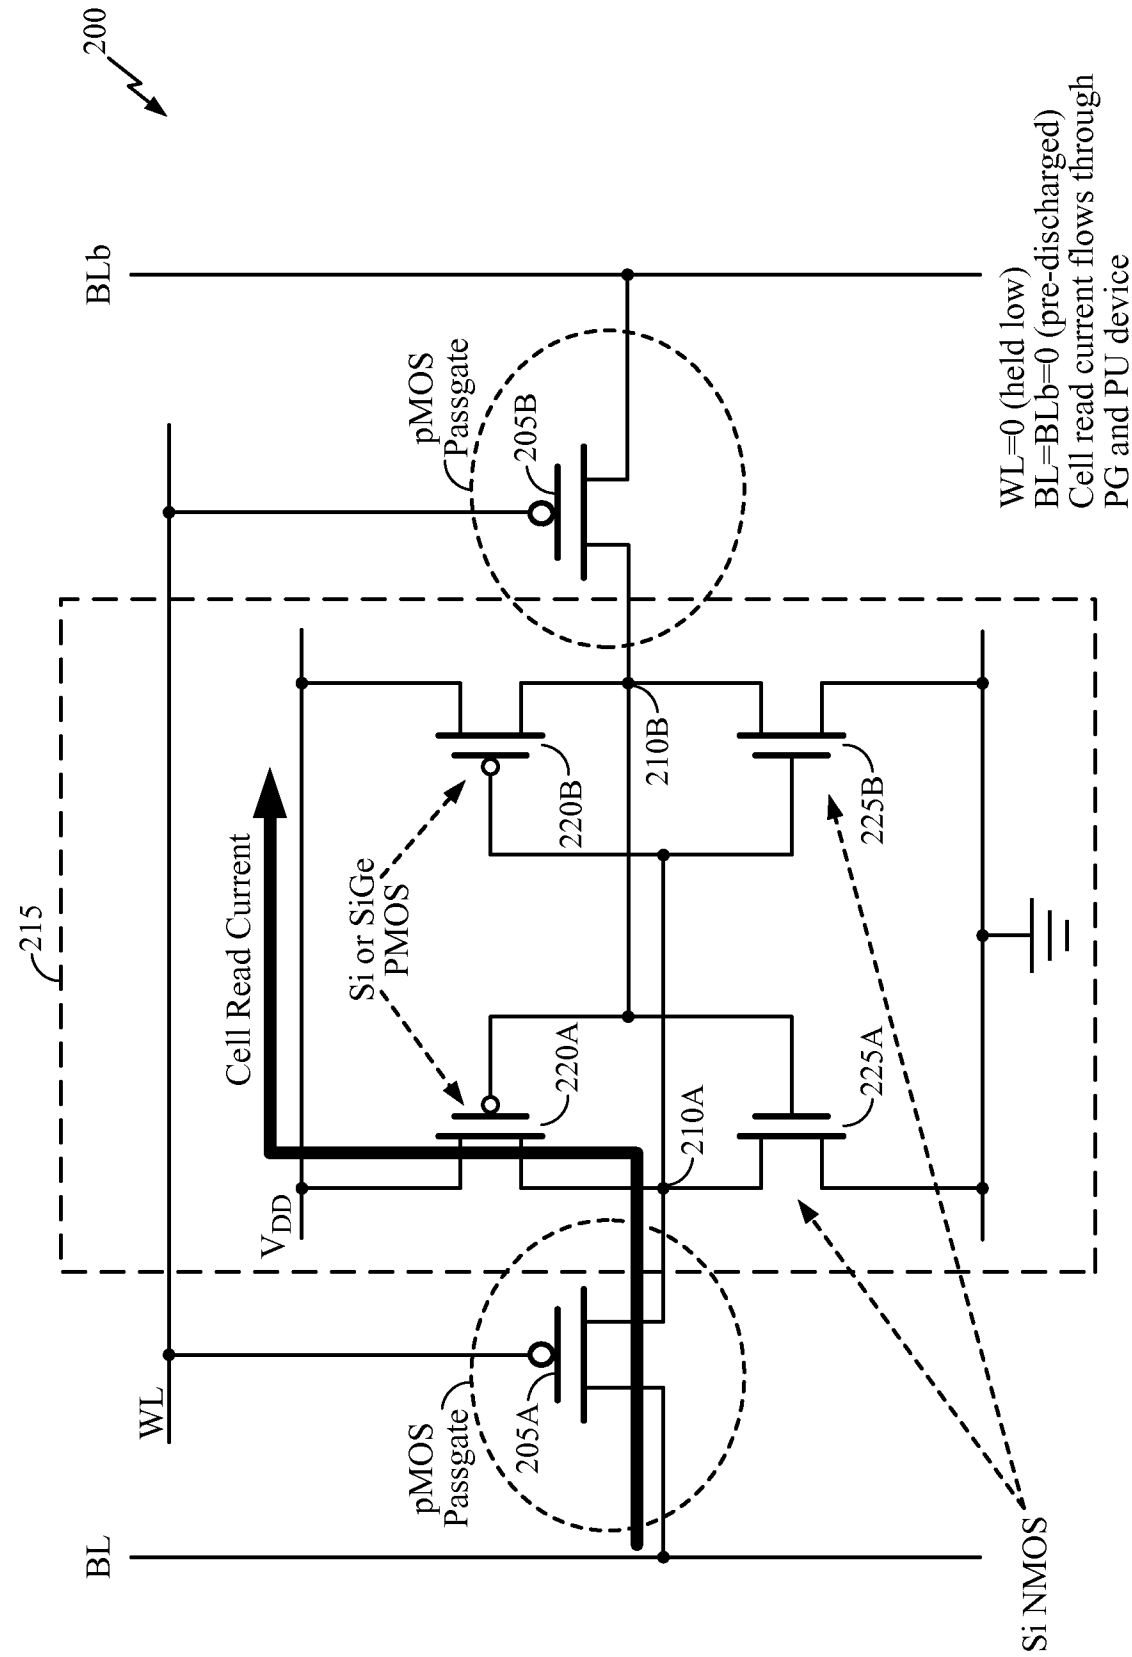 200
BL
BLb
WL
215
Cell Read Current
V_DD
Si or SiGe
PMOS
pMOS
Passgate
205A
pMOS
Passgate
205B
220A
220B
210A
210B
225A
225B
Si NMOS
WL=0 (held low)
BL=BLb=0 (pre-discharged)
Cell read current flows through
PG and PU device